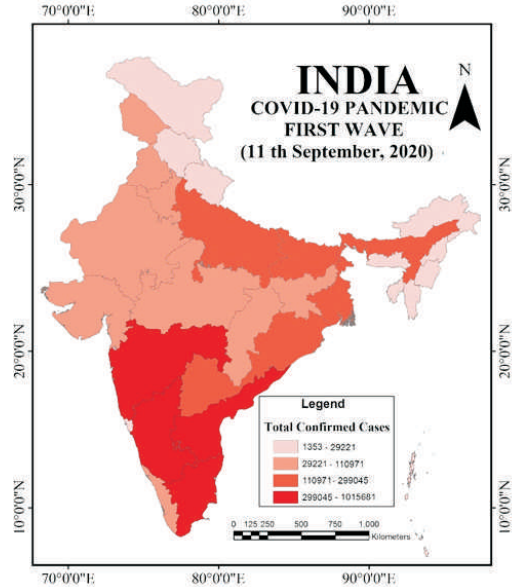 70°0'0"E 80°0'0"E 90°0'0"E
INDIA
N
COVID-19 PANDEMIC
FIRST WAVE
(11 th September, 2020)
30°0'0"N 30°0'0"N
20°0'0"N 20°0'0"N
10°0'0"N 10°0'0"N
Legend
Total Confirmed Cases
1353 - 29221
29221 - 110971
110971- 299045
299045 - 1015681
0 125 250 500 750 1,000
Kilometers
70°0'0"E 80°0'0"E 90°0'0"E